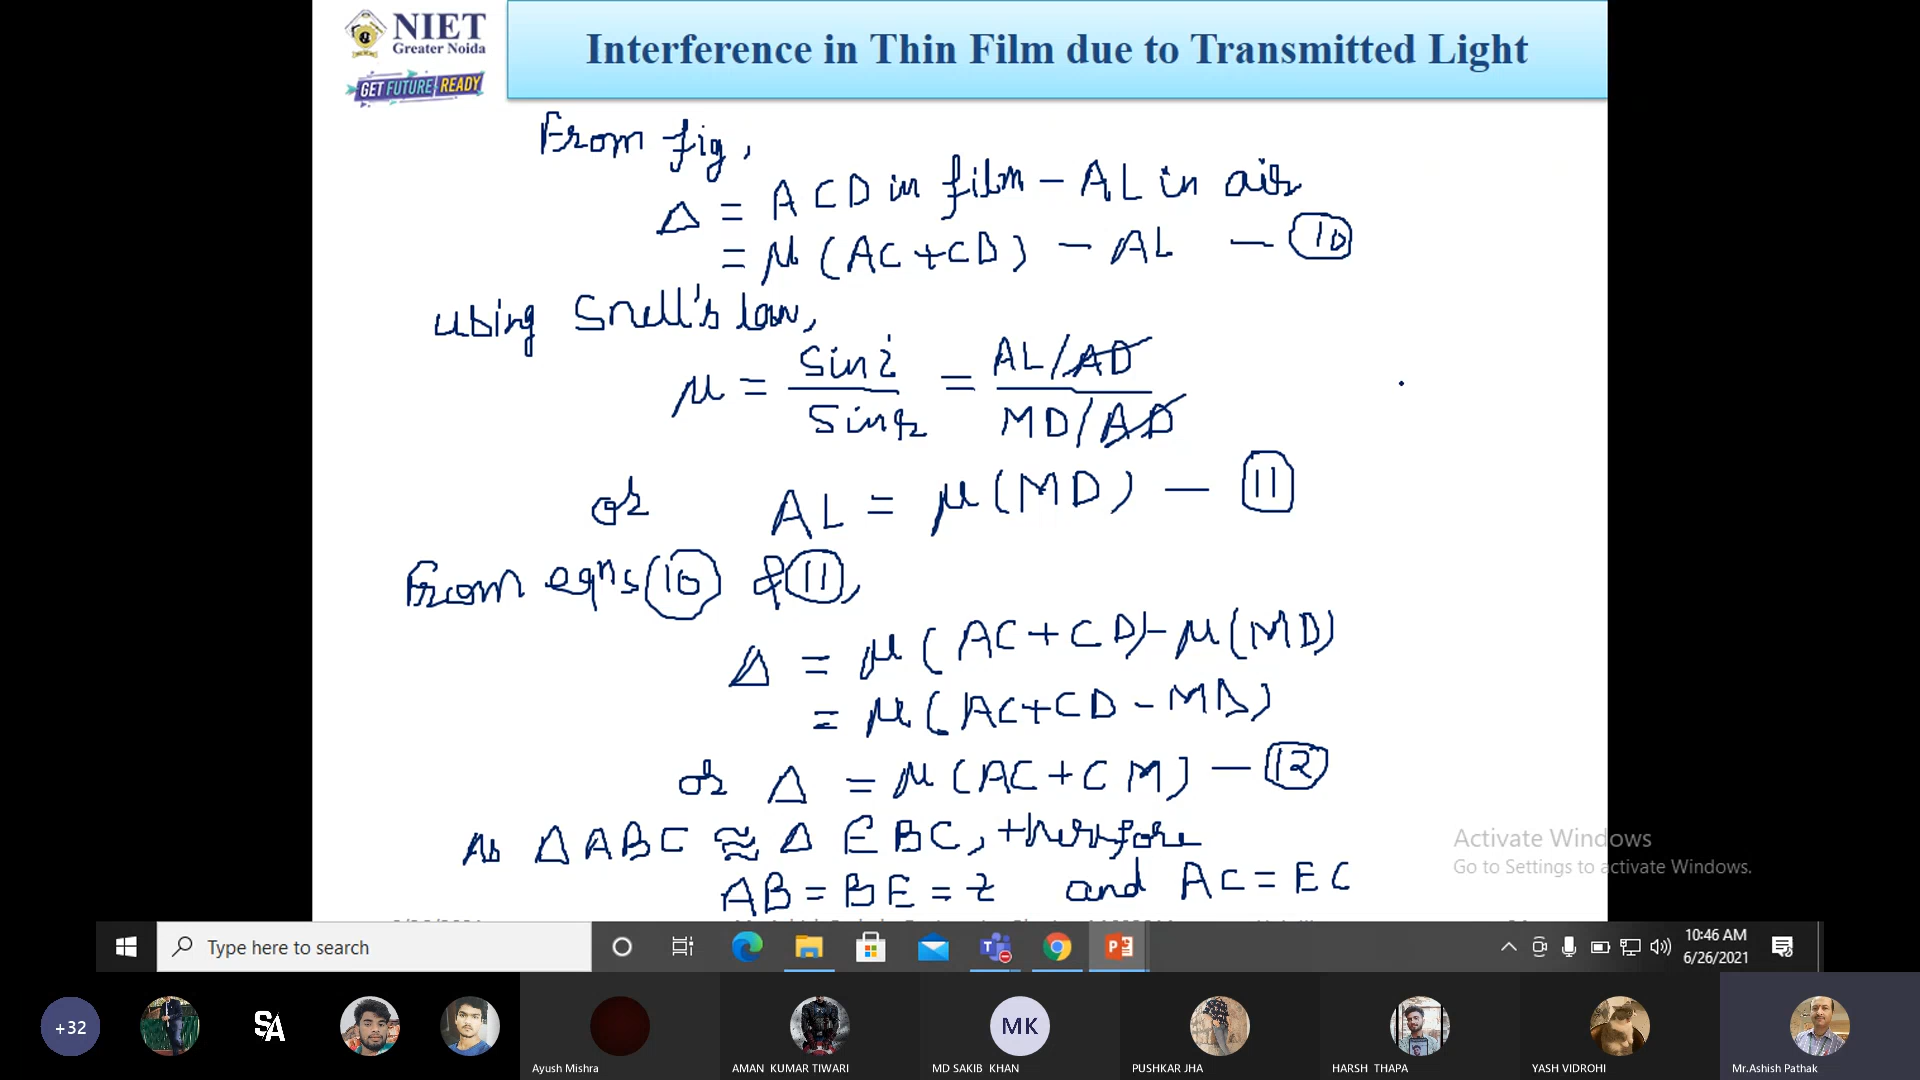 NIET
Greater Noida
GET FUTURE READY
Interference in Thin Film due to Transmitted Light
From fig,
Δ = ACD in film - AL in air
= μ (AC + CD) - AL — (10)
using Snell's law,
μ = Sin i / Sin r = AL/AD / MD/AD
or AL = μ(MD) — (11)
From eqns (10) & (11),
Δ = μ(AC + CD) - μ(MD)
= μ(AC+CD - MD)
or Δ = μ(AC + CM) — (12)
As Δ ABC ≈ Δ EBC, therefore
AB = BE = t and AC = EC
Activate Windows
Go to Settings to activate Windows.
Type here to search
10:46 AM
6/26/2021
+32
SA
MK
Ayush Mishra
AMAN KUMAR TIWARI
MD SAKIB KHAN
PUSHKAR JHA
HARSH THAPA
YASH VIDROHI
Mr.Ashish Pathak